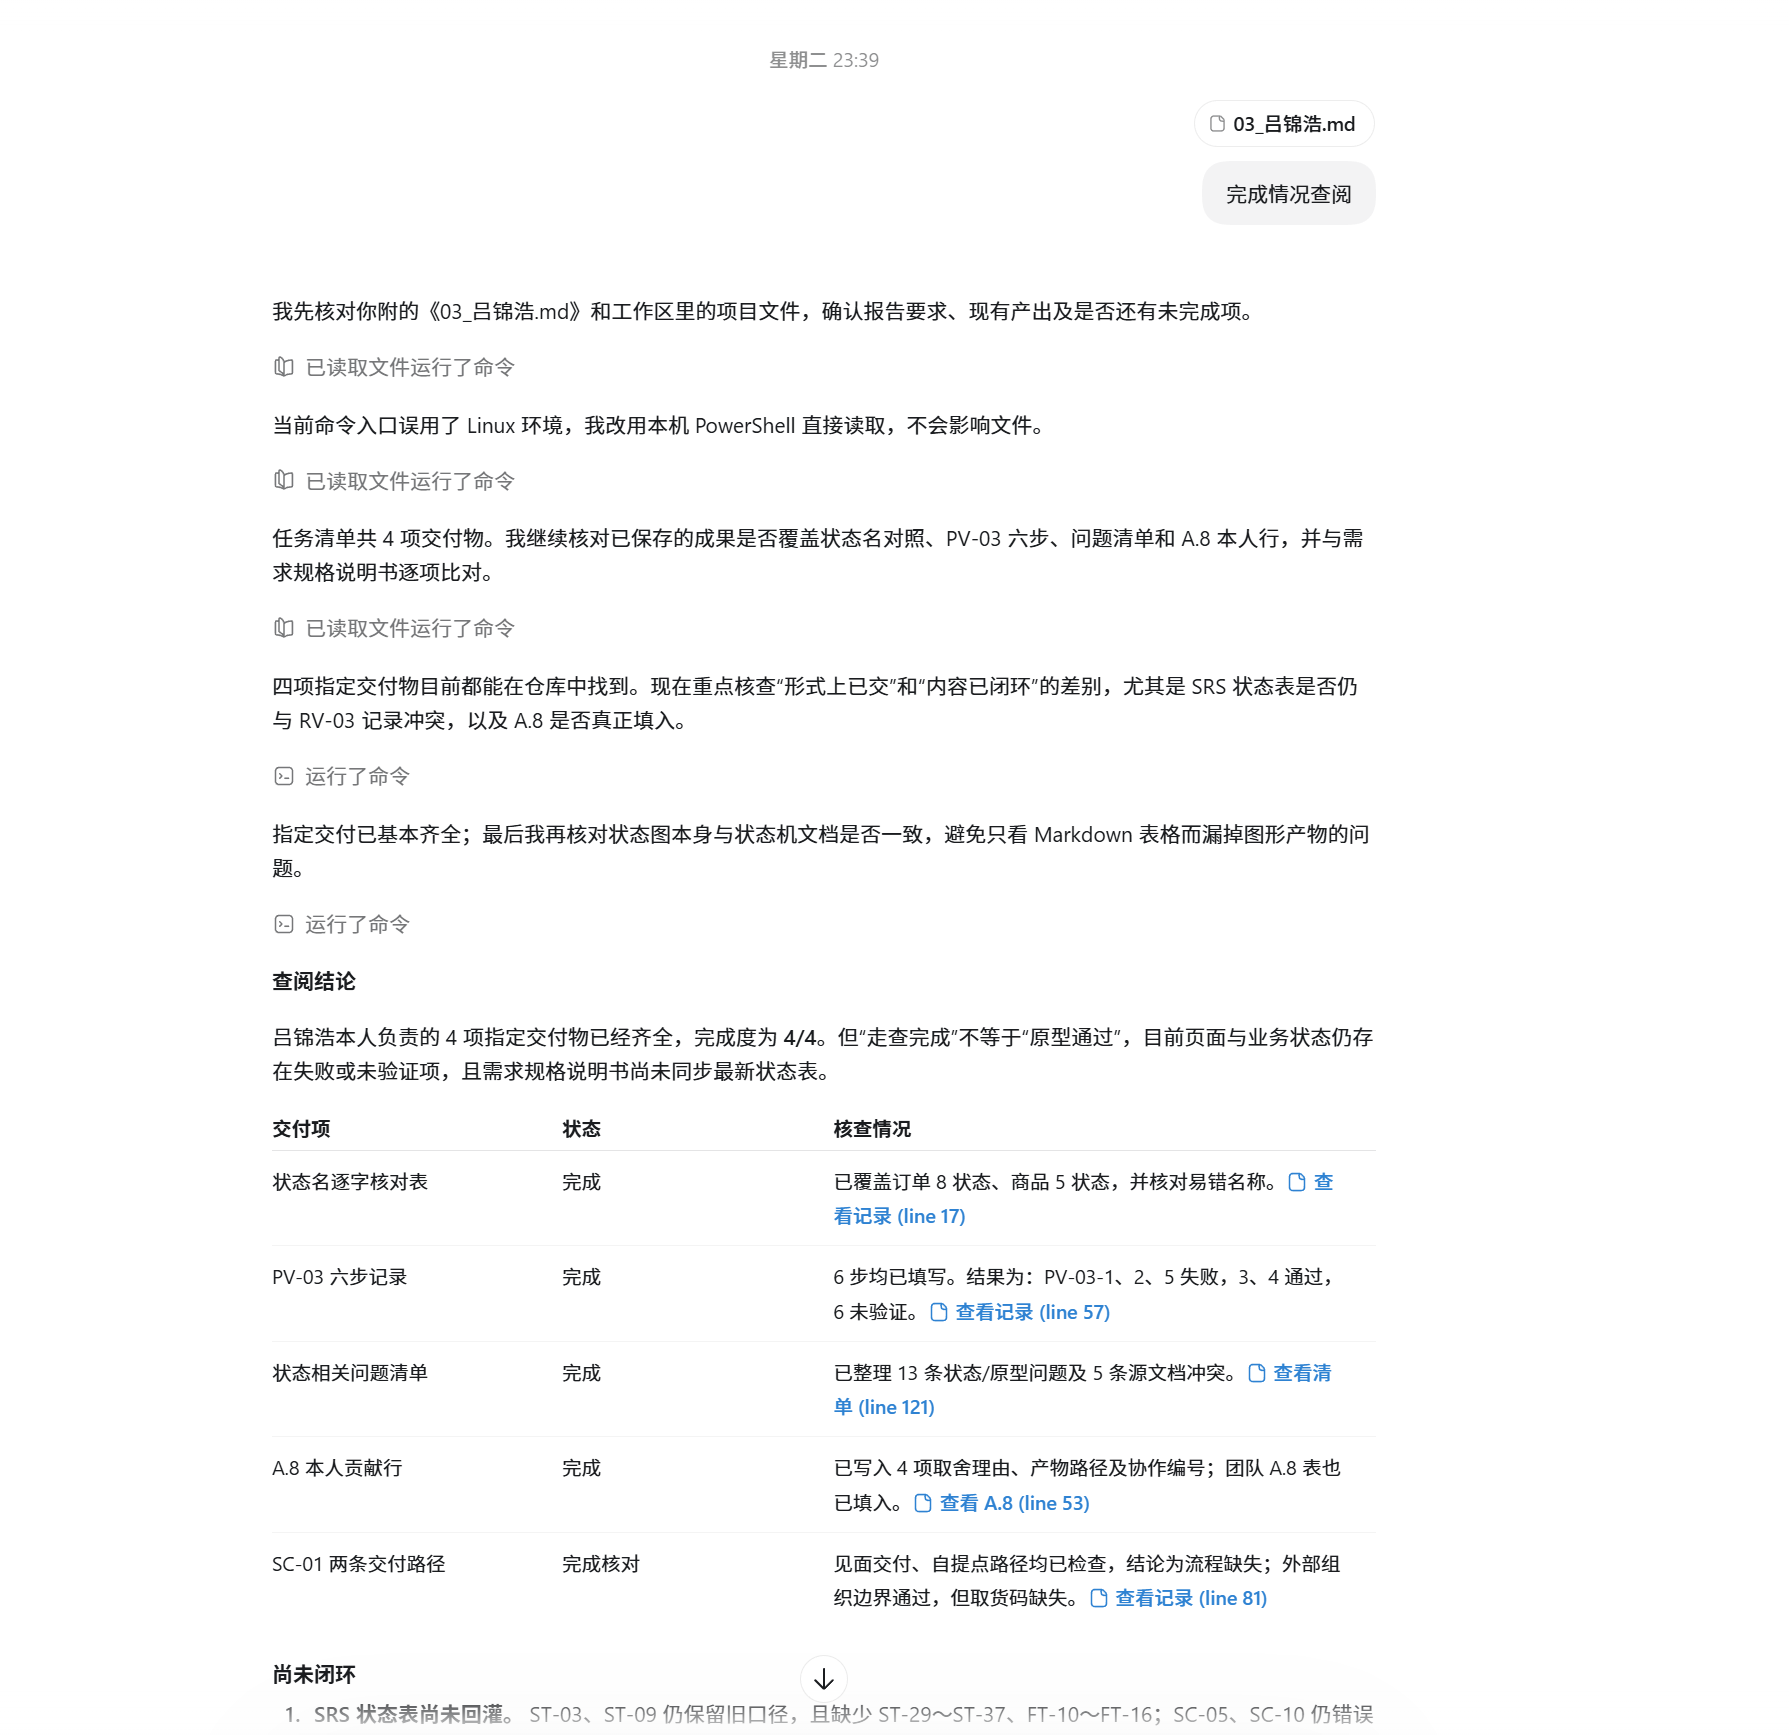 星期二 23:39
03_吕锦浩.md
完成情况查阅
我先核对你附的《03_吕锦浩.md》和工作区里的项目文件，确认报告要求、现有产出及是否还有未完成项。
已读取文件运行了命令
当前命令入口误用了 Linux 环境，我改用本机 PowerShell 直接读取，不会影响文件。
已读取文件运行了命令
任务清单共 4 项交付物。我继续核对已保存的成果是否覆盖状态名对照、PV-03 六步、问题清单和 A.8 本人行，并与需
求规格说明书逐项比对。
已读取文件运行了命令
四项指定交付物目前都能在仓库中找到。现在重点核查“形式上已交”和“内容已闭环”的差别，尤其是 SRS 状态表是否仍
与 RV-03 记录冲突，以及 A.8 是否真正填入。
运行了命令
指定交付已基本齐全；最后我再核对状态图本身与状态机文档是否一致，避免只看 Markdown 表格而漏掉图形产物的问
题。
运行了命令
查阅结论
吕锦浩本人负责的 4 项指定交付物已经齐全，完成度为 4/4。但“走查完成”不等于“原型通过”，目前页面与业务状态仍存
在失败或未验证项，且需求规格说明书尚未同步最新状态表。
交付项 状态 核查情况
状态名逐字核对表 完成 已覆盖订单 8 状态、商品 5 状态，并核对易错名称。 查
看记录 (line 17)
PV-03 六步记录 完成 6 步均已填写。结果为：PV-03-1、2、5 失败，3、4 通过，
6 未验证。 查看记录 (line 57)
状态相关问题清单 完成 已整理 13 条状态/原型问题及 5 条源文档冲突。 查看清
单 (line 121)
A.8 本人贡献行 完成 已写入 4 项取舍理由、产物路径及协作编号；团队 A.8 表也
已填入。 查看 A.8 (line 53)
SC-01 两条交付路径 完成核对 见面交付、自提点路径均已检查，结论为流程缺失；外部组
织边界通过，但取货码缺失。 查看记录 (line 81)
尚未闭环
1. SRS 状态表尚未回灌。 ST-03、ST-09 仍保留旧口径，且缺少 ST-29～ST-37、FT-10～FT-16；SC-05、SC-10 仍错误